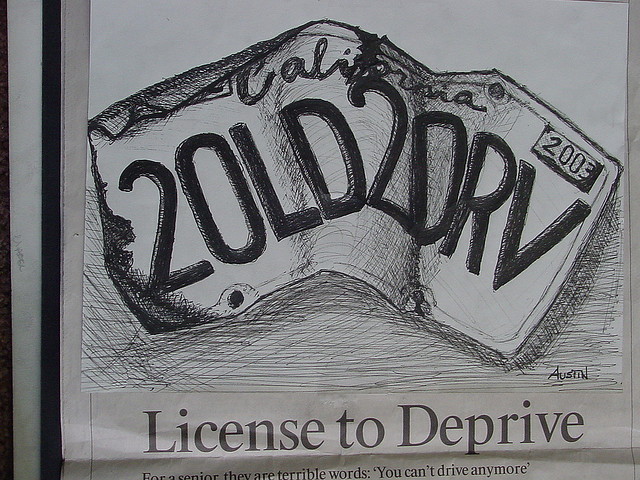 California
2003
2OLD2DRV
AUSTIN
License to Deprive
For a senior, they are terrible words: 'You can't drive anymore'